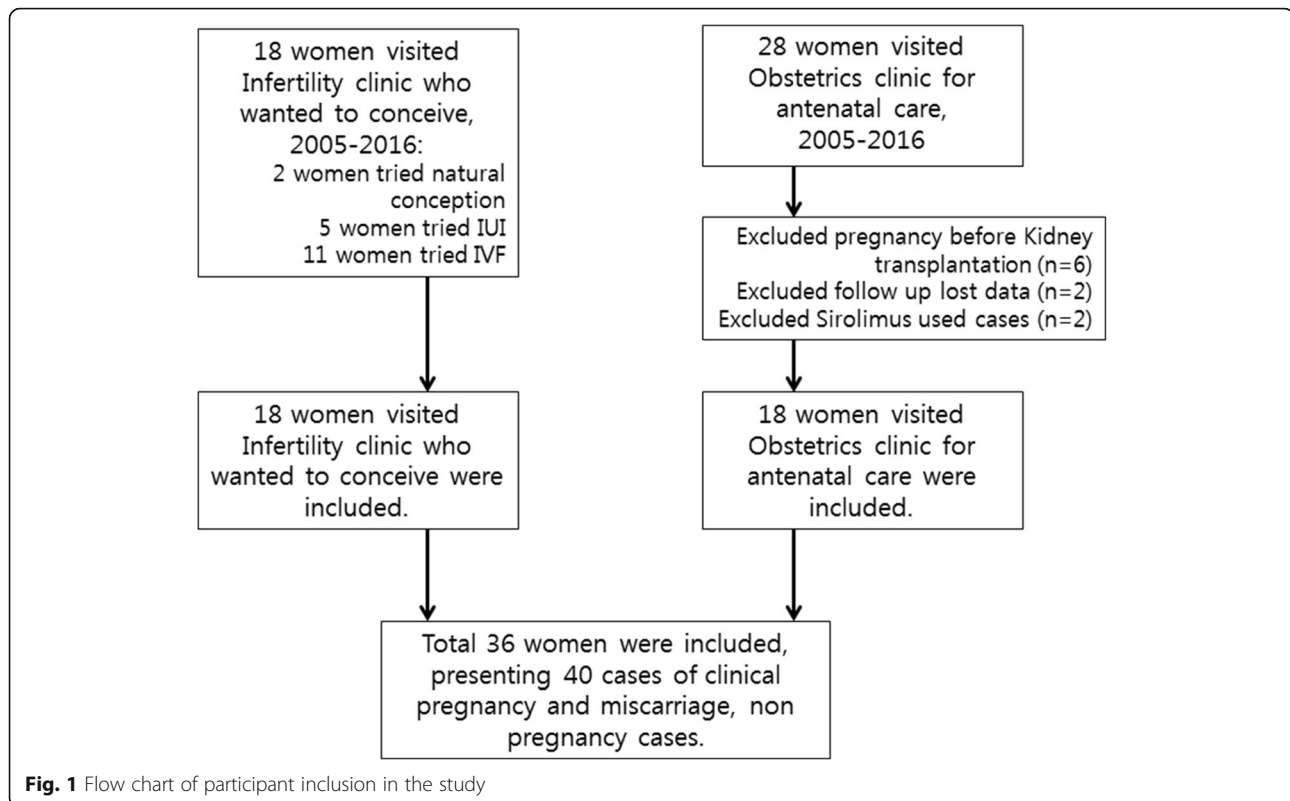 18 women visited
Infertility clinic who
wanted to conceive,
2005-2016:
2 women tried natural
conception
5 women tried IUI
11 women tried IVF
28 women visited
Obstetrics clinic for
antenatal care,
2005-2016
Excluded pregnancy before Kidney
transplantation (n=6)
Excluded follow up lost data (n=2)
Excluded Sirolimus used cases (n=2)
18 women visited
Infertility clinic who
wanted to conceive were
included.
18 women visited
Obstetrics clinic for
antenatal care were
included.
Total 36 women were included,
presenting 40 cases of clinical
pregnancy and miscarriage, non
pregnancy cases.
Fig. 1 Flow chart of participant inclusion in the study